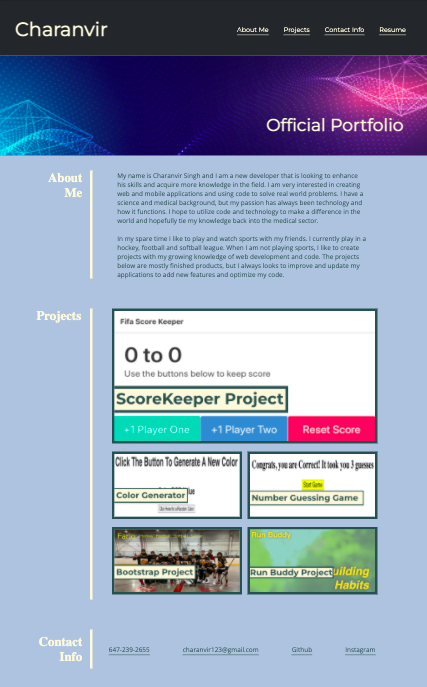 Charanvir
About Me Projects Contact Info Resume
Official Portfolio
About
Me
My name is Charanvir Singh and I am a new developer that is looking to enhance
his skills and acquire more knowledge in the field. I am very interested in creating
web and mobile applications and using code to solve real world problems. I have a
science and medical background, but my passion has always been technology and
how it functions. I hope to utilize code and technology to make a difference in the
world and hopefully tie my knowledge back into the medical sector.
In my spare time I like to play and watch sports with my friends. I currently play in a
hockey, football and softball league. When I am not playing sports, I like to create
projects with my growing knowledge of web development and code. The projects
below are mostly finished products, but I always looks to improve and update my
applications to add new features and optimize my code.
Projects
Fifa Score Keeper
0 to 0
Use the buttons below to keep score
ScoreKeeper Project
+1 Player One +1 Player Two Reset Score
Click The Button To Generate A New Color
Color Generator
Congrats, you are Correct! It took you 3 guesses
Start Game
Number Guessing Game
Bootstrap Project
Run Buddy
Run Buddy Project
uilding
Habits
Contact
Info
647-239-2655 charanvir123@gmail.com Github Instagram